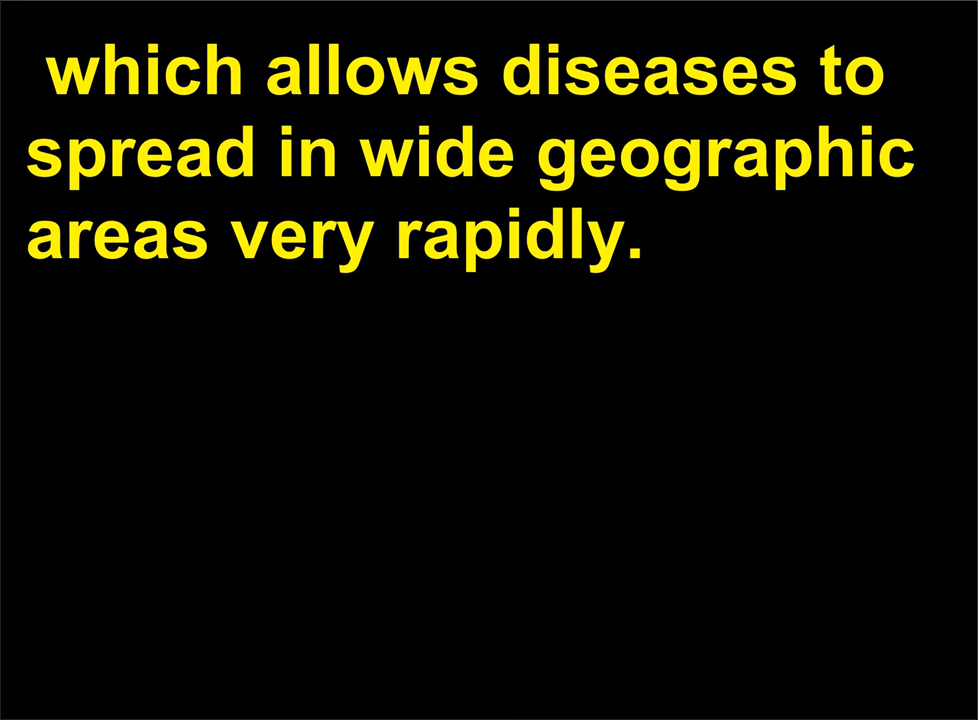 which allows diseases to
spread in wide geographic
areas very rapidly.